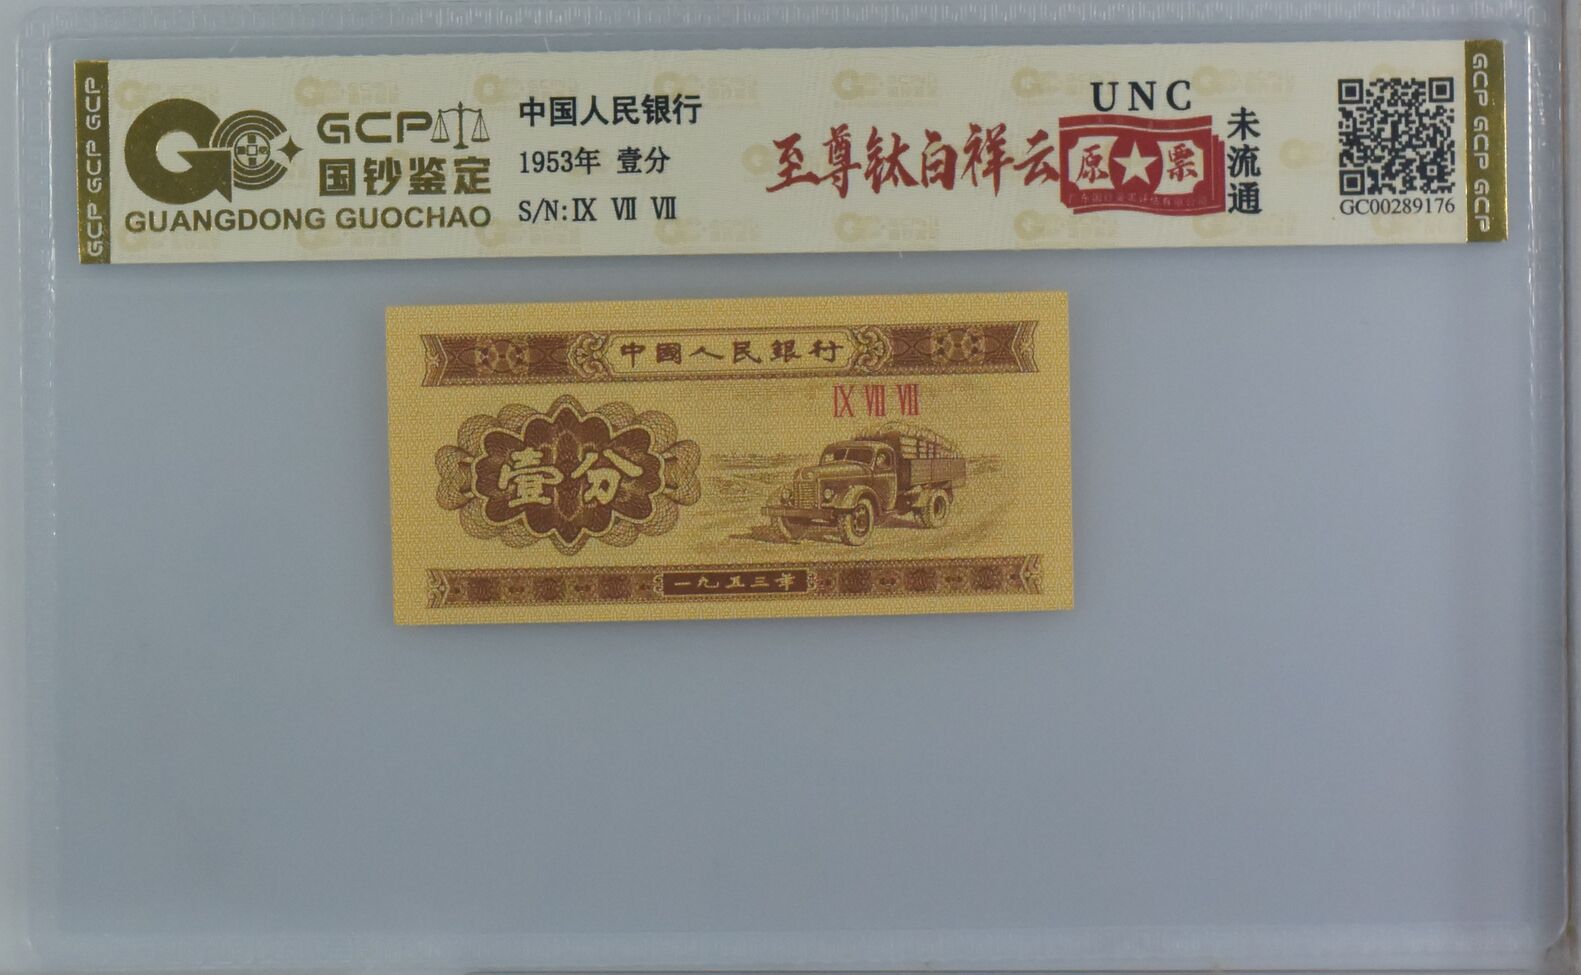 GCP GCP GCP
GCP
国钞鉴定
GUANGDONG GUOCHAO
中国人民银行
1953年 壹分
S/N:Ⅸ Ⅶ Ⅶ
至尊钛白祥云
UNC
原★票
未流通
GC00289176
GCP GCP GCP
中國人民銀行
Ⅸ Ⅶ Ⅶ
壹分
一九五三年